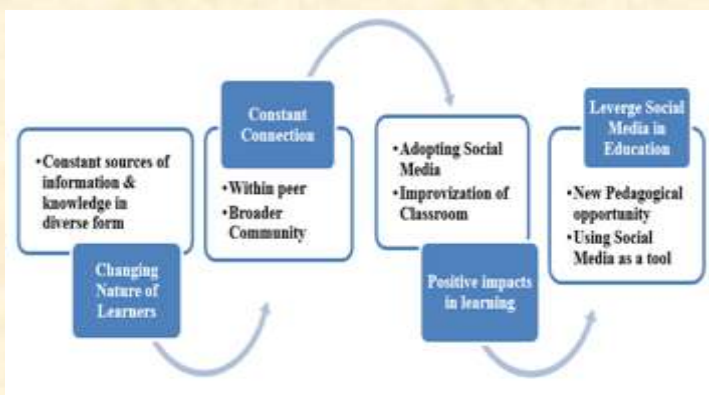 •Constant sources of
information &
knowledge in
diverse form
Changing
Nature of
Learners
Constant
Connection
•Within peer
•Broader
Community
•Adopting Social
Media
•Improvization of
Classroom
Positive impacts
in learning
Leverge Social
Media in
Education
•New Pedagogical
opportunity
•Using Social
Media as a tool